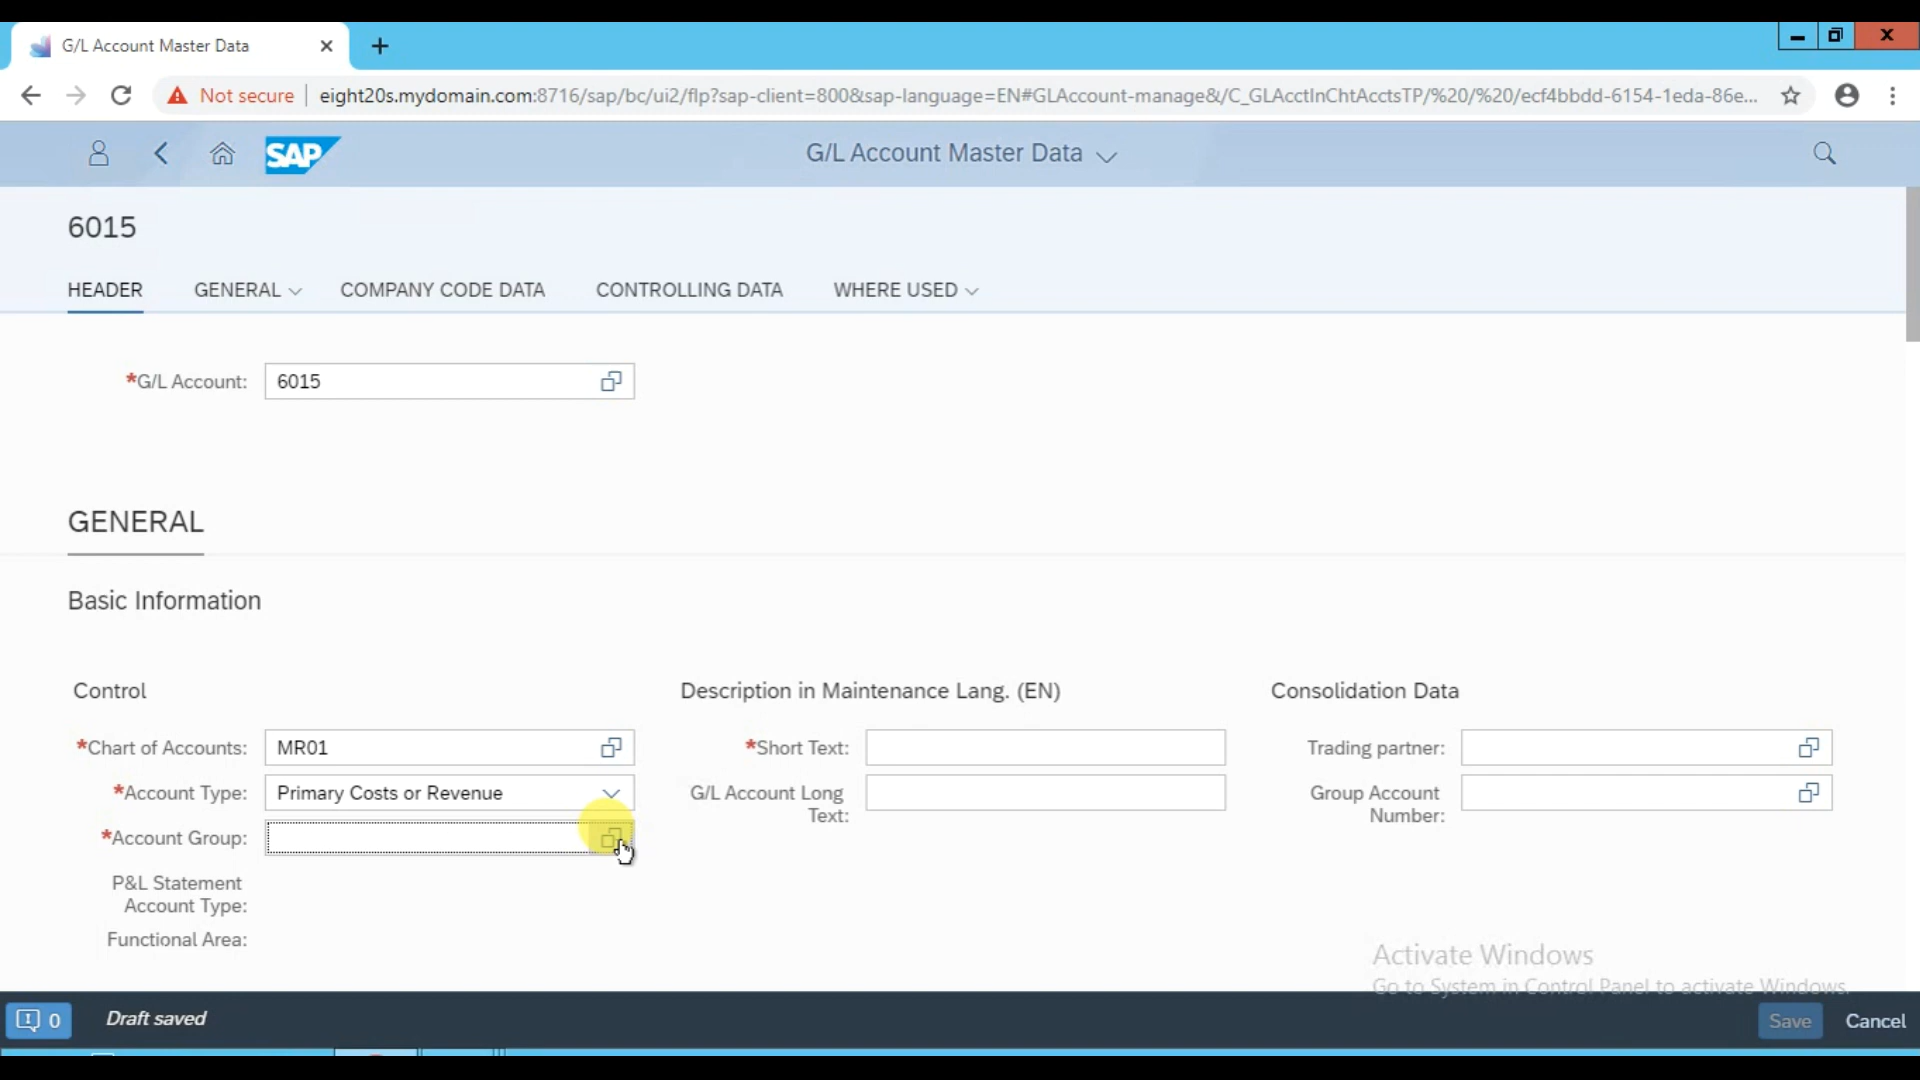 G/L Account Master Data
Not secure
eight20s.mydomain.com:8716/sap/bc/ui2/flp?sap-client=800&sap-language=EN#GLAccount-manage&/C_GLAcctInChtAcctsTP/%20/%20/ecf4bbdd-6154-1eda-86e...
SAP
G/L Account Master Data
6015
HEADER GENERAL COMPANY CODE DATA CONTROLLING DATA WHERE USED
*G/L Account: 6015
GENERAL
Basic Information
Control Description in Maintenance Lang. (EN) Consolidation Data
*Chart of Accounts: MR01 *Short Text: Trading partner:
*Account Type: Primary Costs or Revenue G/L Account Long Text: Group Account Number:
*Account Group:
P&L Statement
Account Type:
Functional Area:
Activate Windows
Go to System in Control Panel to activate Windows.
0 Draft saved Save Cancel